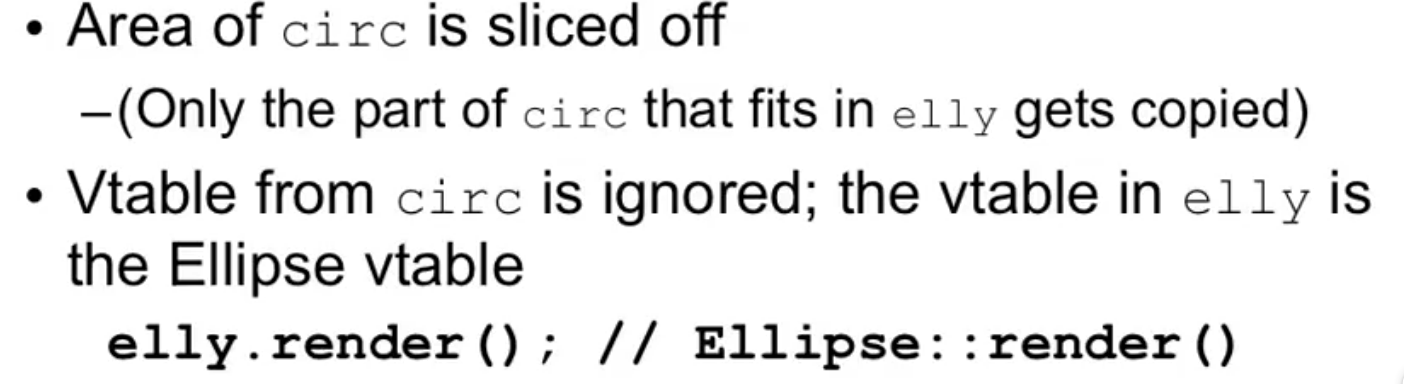 • Area of circ is sliced off
–(Only the part of circ that fits in elly gets copied)
• Vtable from circ is ignored; the vtable in elly is
the Ellipse vtable
elly.render(); // Ellipse::render()